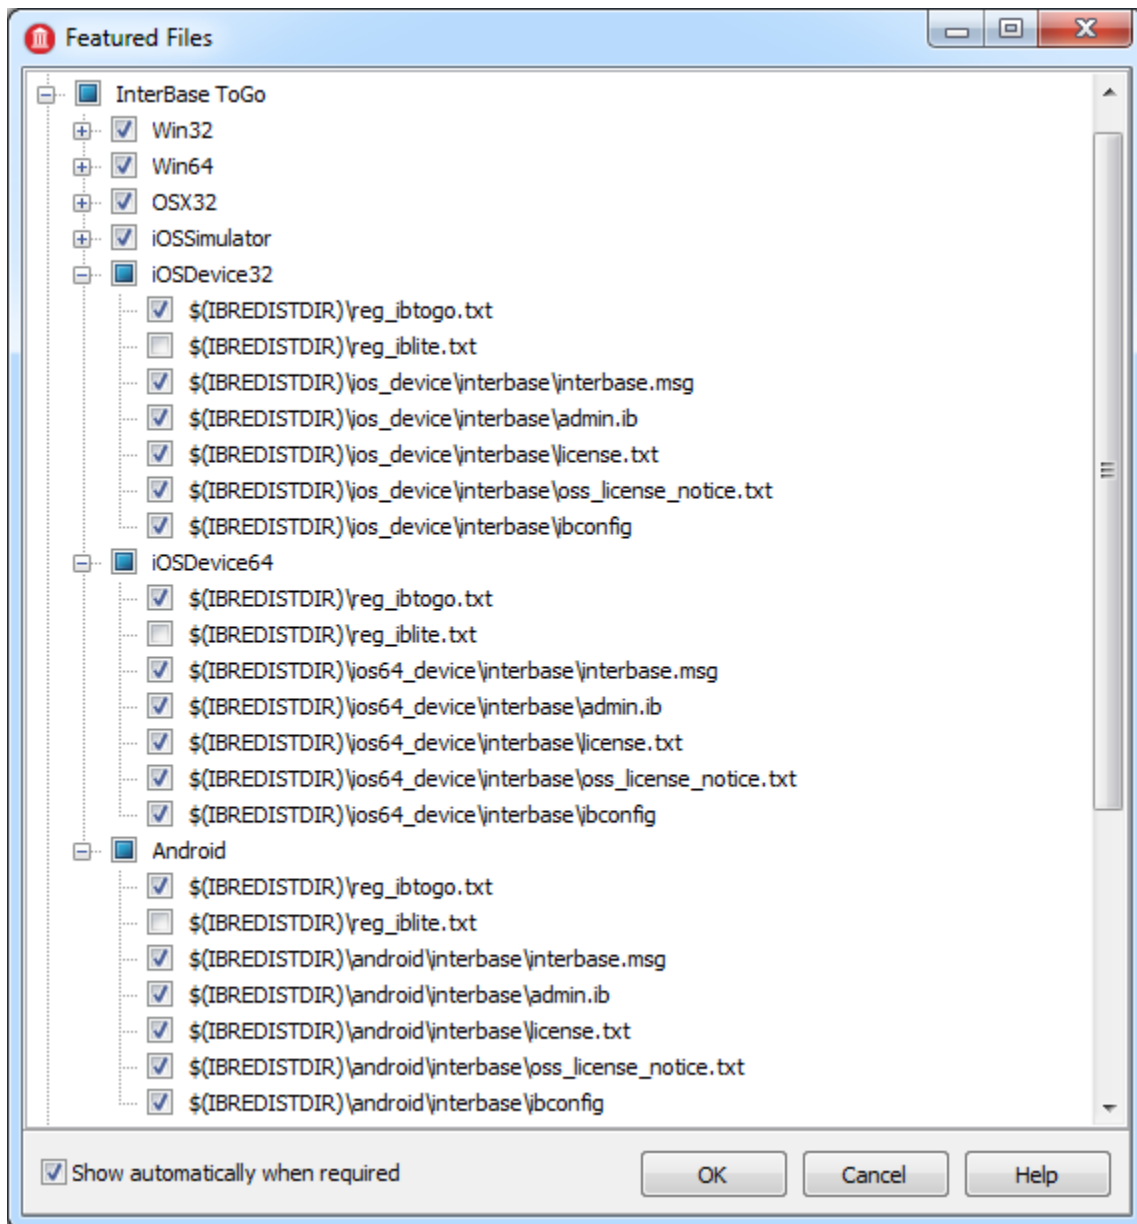 Featured Files
InterBase ToGo
Win32
Win64
OSX32
iOSSimulator
iOSDevice32
$(IBREDISTDIR)\reg_ibtogo.txt
$(IBREDISTDIR)\reg_iblite.txt
$(IBREDISTDIR)\ios_device\interbase\interbase.msg
$(IBREDISTDIR)\ios_device\interbase\admin.ib
$(IBREDISTDIR)\ios_device\interbase\license.txt
$(IBREDISTDIR)\ios_device\interbase\oss_license_notice.txt
$(IBREDISTDIR)\ios_device\interbase\ibconfig
iOSDevice64
$(IBREDISTDIR)\reg_ibtogo.txt
$(IBREDISTDIR)\reg_iblite.txt
$(IBREDISTDIR)\ios64_device\interbase\interbase.msg
$(IBREDISTDIR)\ios64_device\interbase\admin.ib
$(IBREDISTDIR)\ios64_device\interbase\license.txt
$(IBREDISTDIR)\ios64_device\interbase\oss_license_notice.txt
$(IBREDISTDIR)\ios64_device\interbase\ibconfig
Android
$(IBREDISTDIR)\reg_ibtogo.txt
$(IBREDISTDIR)\reg_iblite.txt
$(IBREDISTDIR)\android\interbase\interbase.msg
$(IBREDISTDIR)\android\interbase\admin.ib
$(IBREDISTDIR)\android\interbase\license.txt
$(IBREDISTDIR)\android\interbase\oss_license_notice.txt
$(IBREDISTDIR)\android\interbase\ibconfig
Show automatically when required OK Cancel Help